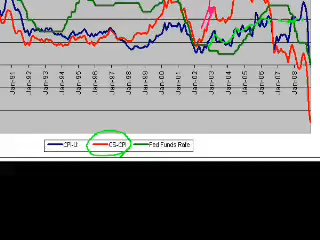 Jan-91
Jan-92
Jan-93
Jan-94
Jan-95
Jan-96
Jan-97
Jan-98
Jan-99
Jan-00
Jan-01
Jan-02
Jan-03
Jan-04
Jan-05
Jan-06
Jan-07
Jan-08
CPI-U
CS-CPI
Fed Funds Rate